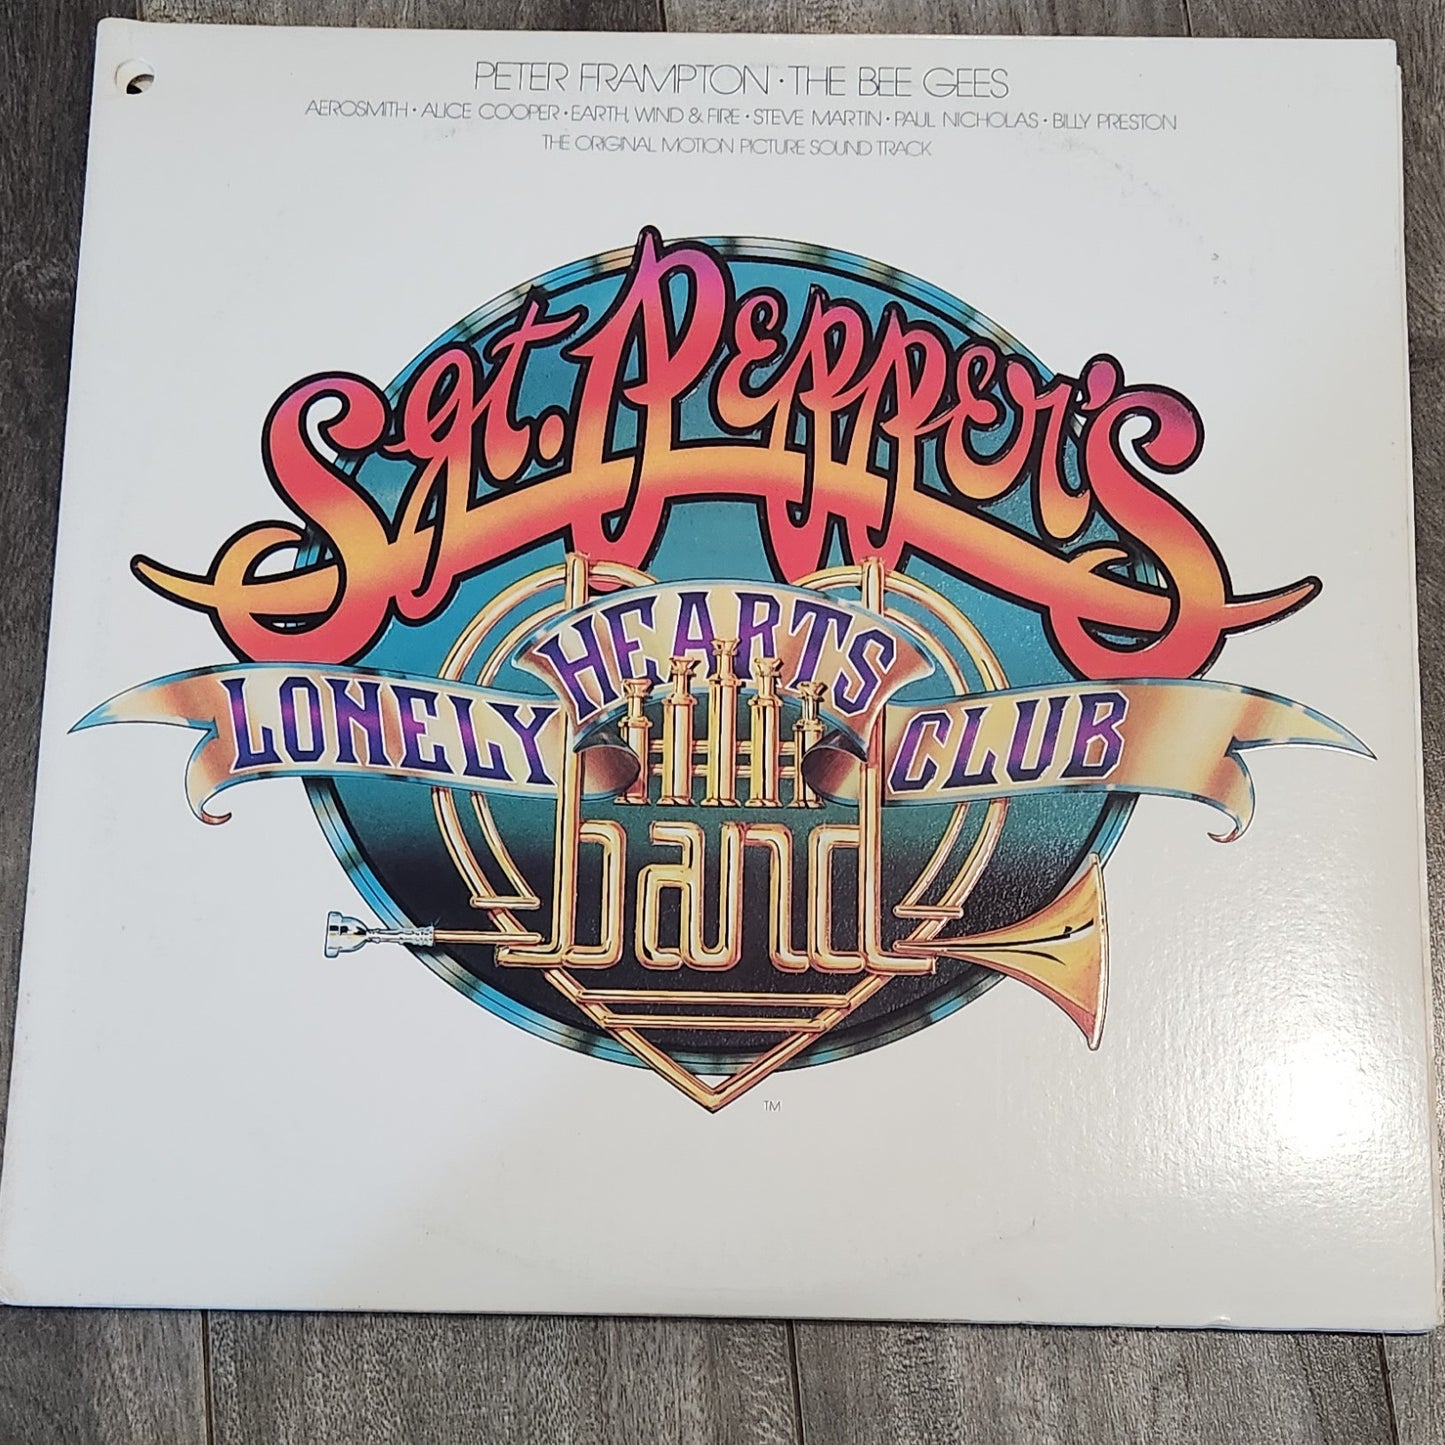 PETER FRAMPTON · THE BEE GEES
AEROSMITH · ALICE COOPER · EARTH, WIND & FIRE · STEVE MARTIN · PAUL NICHOLAS · BILLY PRESTON
THE ORIGINAL MOTION PICTURE SOUND TRACK
Sgt. Pepper's
LONELY HEARTS CLUB
band
TM